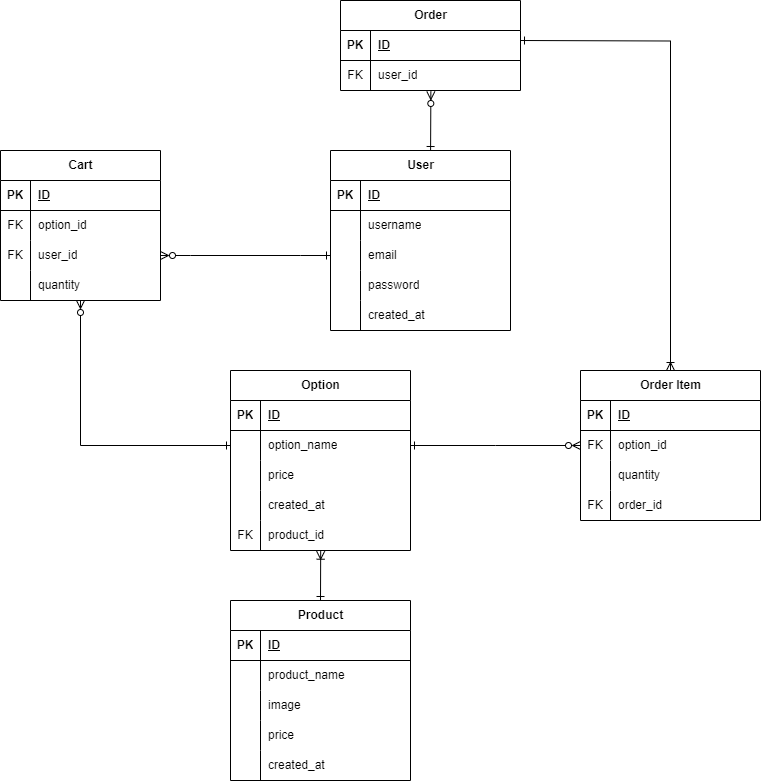 Order
PK ID
FK user_id
Cart
PK ID
FK option_id
FK user_id
quantity
User
PK ID
username
email
password
created_at
Option
PK ID
option_name
price
created_at
FK product_id
Order Item
PK ID
FK option_id
quantity
FK order_id
Product
PK ID
product_name
image
price
created_at